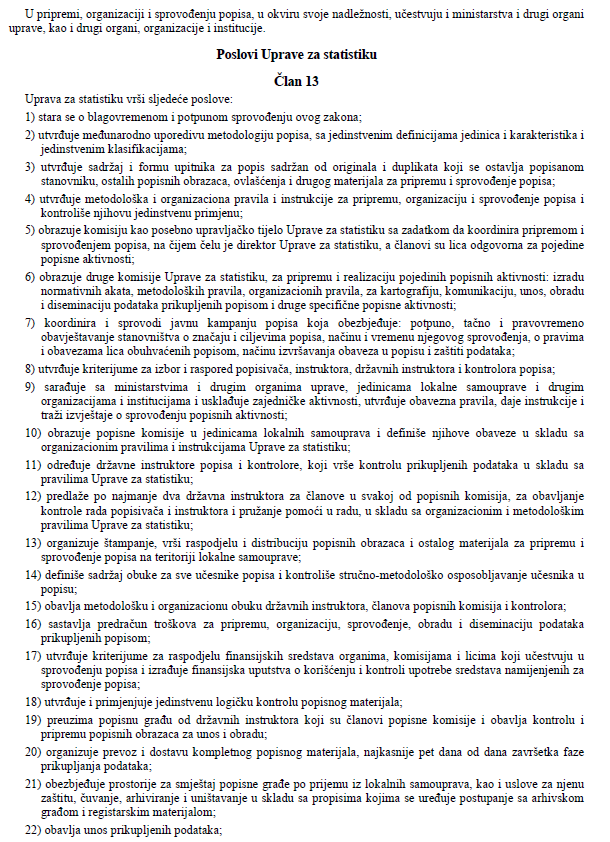 U pripremi, organizaciji i sprovođenju popisa, u okviru svoje nadležnosti, učestvuju i ministarstva i drugi organi
uprave, kao i drugi organi, organizacije i institucije.
Poslovi Uprave za statistiku
Član 13
Uprava za statistiku vrši sljedeće poslove:
1) stara se o blagovremenom i potpunom sprovođenju ovog zakona;
2) utvrđuje međunarodno uporedivu metodologiju popisa, sa jedinstvenim definicijama jedinica i karakteristika i
jedinstvenim klasifikacijama;
3) utvrđuje sadržaj i formu upitnika za popis sadržan od originala i duplikata koji se ostavlja popisanom
stanovniku, ostalih popisnih obrazaca, ovlašćenja i drugog materijala za pripremu i sprovođenje popisa;
4) utvrđuje metodološka i organizaciona pravila i instrukcije za pripremu, organizaciju i sprovođenje popisa i
kontroliše njihovu jedinstvenu primjenu;
5) obrazuje komisiju kao posebno upravljačko tijelo Uprave za statistiku sa zadatkom da koordinira pripremom i
sprovođenjem popisa, na čijem čelu je direktor Uprave za statistiku, a članovi su lica odgovorna za pojedine
popisne aktivnosti;
6) obrazuje druge komisije Uprave za statistiku, za pripremu i realizaciju pojedinih popisnih aktivnosti: izradu
normativnih akata, metodoloških pravila, organizacionih pravila, za kartografiju, komunikaciju, unos, obradu
i diseminaciju podataka prikupljenih popisom i druge specifične popisne aktivnosti;
7) koordinira i sprovodi javnu kampanju popisa koja obezbjeđuje: potpuno, tačno i pravovremeno
obavještavanje stanovništva o značaju i ciljevima popisa, načinu i vremenu njegovog sprovođenja, o pravima
i obavezama lica obuhvaćenih popisom, načinu izvršavanja obaveza u popisu i zaštiti podataka;
8) utvrđuje kriterijume za izbor i raspored popisivača, instruktora, državnih instruktora i kontrolora popisa;
9) sarađuje sa ministarstvima i drugim organima uprave, jedinicama lokalne samouprave i drugim
organizacijama i institucijama i usklađuje zajedničke aktivnosti, utvrđuje obavezna pravila, daje instrukcije i
traži izvještaje o sprovođenju popisnih aktivnosti;
10) obrazuje popisne komisije u jedinicama lokalnih samouprava i definiše njihove obaveze u skladu sa
organizacionim pravilima i instrukcijama Uprave za statistiku;
11) određuje državne instruktore popisa i kontrolore, koji vrše kontrolu prikupljenih podataka u skladu sa
pravilima Uprave za statistiku;
12) predlaže po najmanje dva državna instruktora za članove u svakoj od popisnih komisija, za obavljanje
kontrole rada popisivača i instruktora i pružanje pomoći u radu, u skladu sa organizacionim i metodološkim
pravilima Uprave za statistiku;
13) organizuje štampanje, vrši raspodjelu i distribuciju popisnih obrazaca i ostalog materijala za pripremu i
sprovođenje popisa na teritoriji lokalne samouprave;
14) definiše sadržaj obuke za sve učesnike popisa i kontroliše stručno-metodološko osposobljavanje učesnika u
popisu;
15) obavlja metodološku i organizacionu obuku državnih instruktora, članova popisnih komisija i kontrolora;
16) sastavlja predračun troškova za pripremu, organizaciju, sprovođenje, obradu i diseminaciju podataka
prikupljenih popisom;
17) utvrđuje kriterijume za raspodjelu finansijskih sredstava organima, komisijama i licima koji učestvuju u
sprovođenju popisa i izrađuje finansijska uputstva o korišćenju i kontroli upotrebe sredstava namijenjenih za
sprovođenje popisa;
18) utvrđuje i primjenjuje jedinstvenu logičku kontrolu popisnog materijala;
19) preuzima popisnu građu od državnih instruktora koji su članovi popisne komisije i obavlja kontrolu i
pripremu popisnih obrazaca za unos i obradu;
20) organizuje prevoz i dostavu kompletnog popisnog materijala, najkasnije pet dana od dana završetka faze
prikupljanja podataka;
21) obezbjeđuje prostorije za smještaj popisne građe po prijemu iz lokalnih samouprava, kao i uslove za njenu
zaštitu, čuvanje, arhiviranje i uništavanje u skladu sa propisima kojima se uređuje postupanje sa arhivskom
građom i registarskim materijalom;
22) obavlja unos prikupljenih podataka;